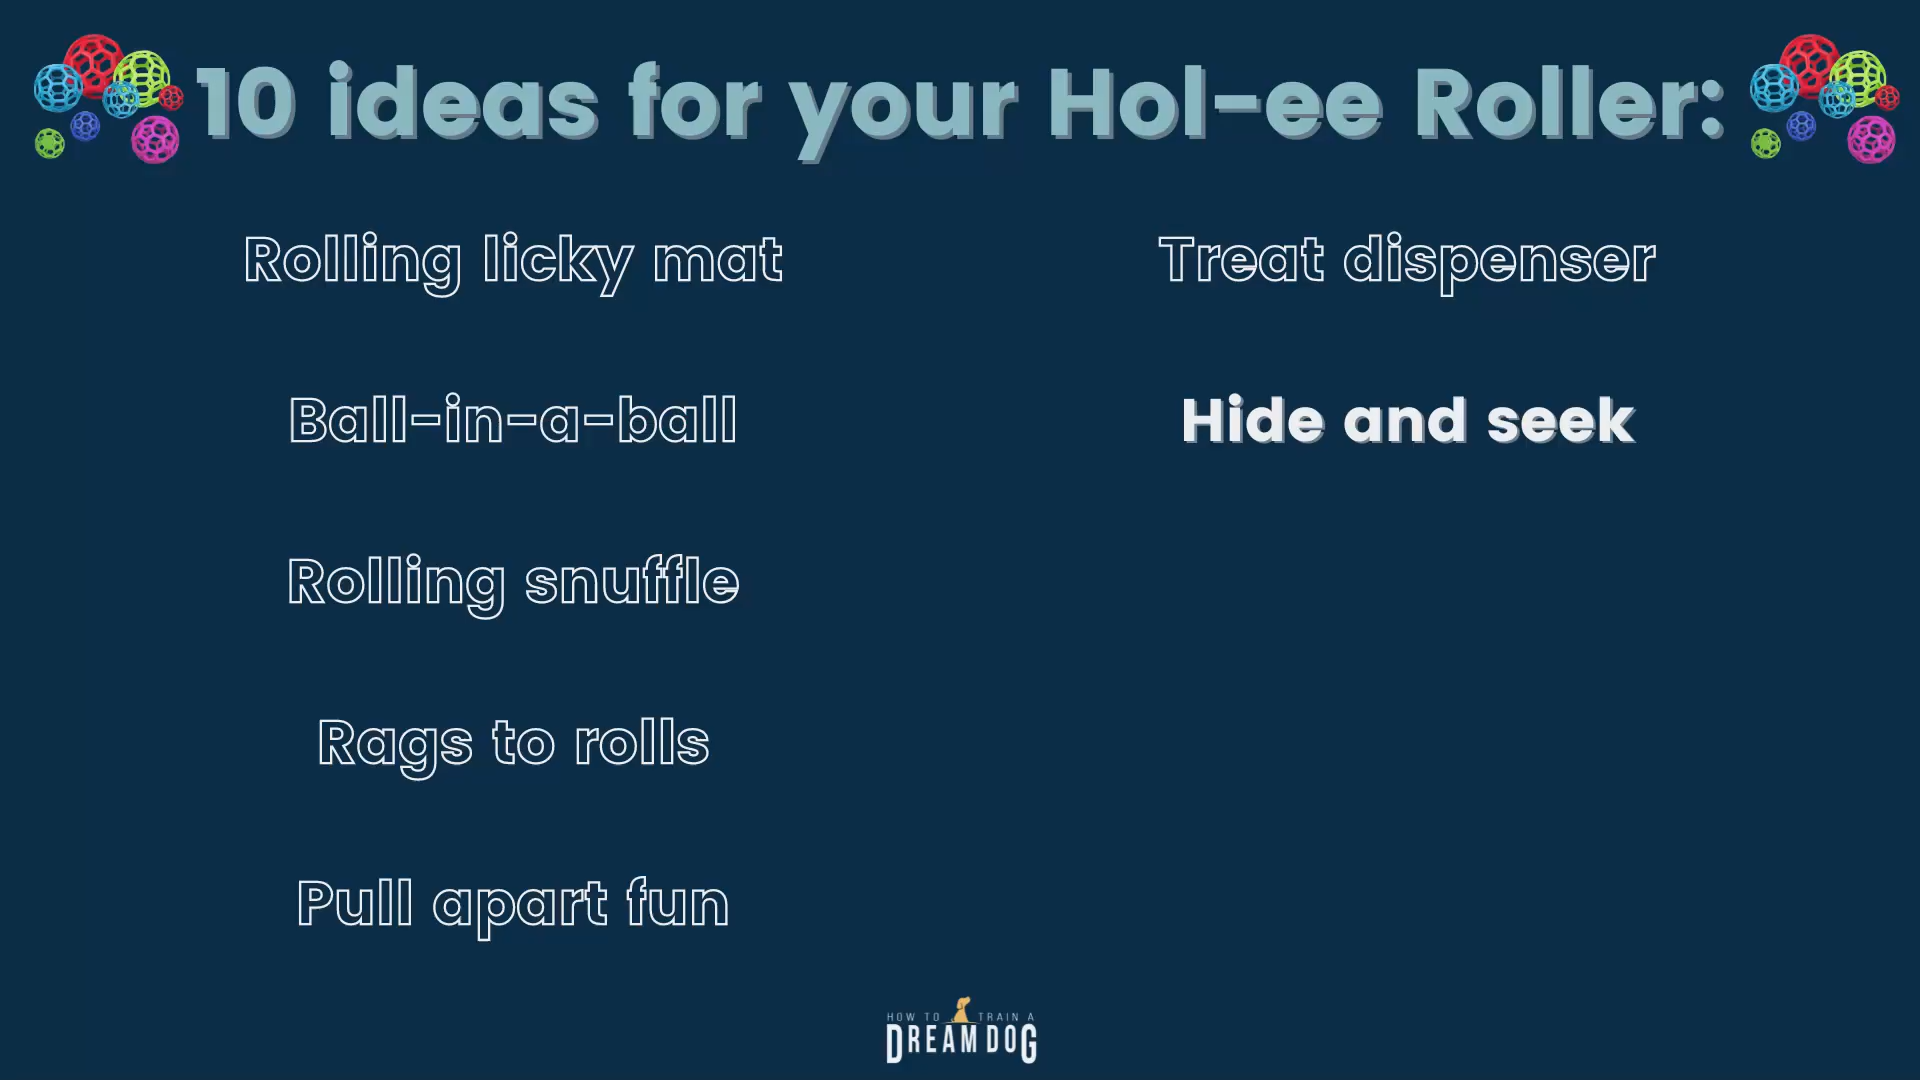 10 ideas for your Hol-ee Roller:
Rolling licky mat
Ball-in-a-ball
Rolling snuffle
Rags to rolls
Pull apart fun
Treat dispenser
Hide and seek
HOW TO TRAIN A
DREAM DOG